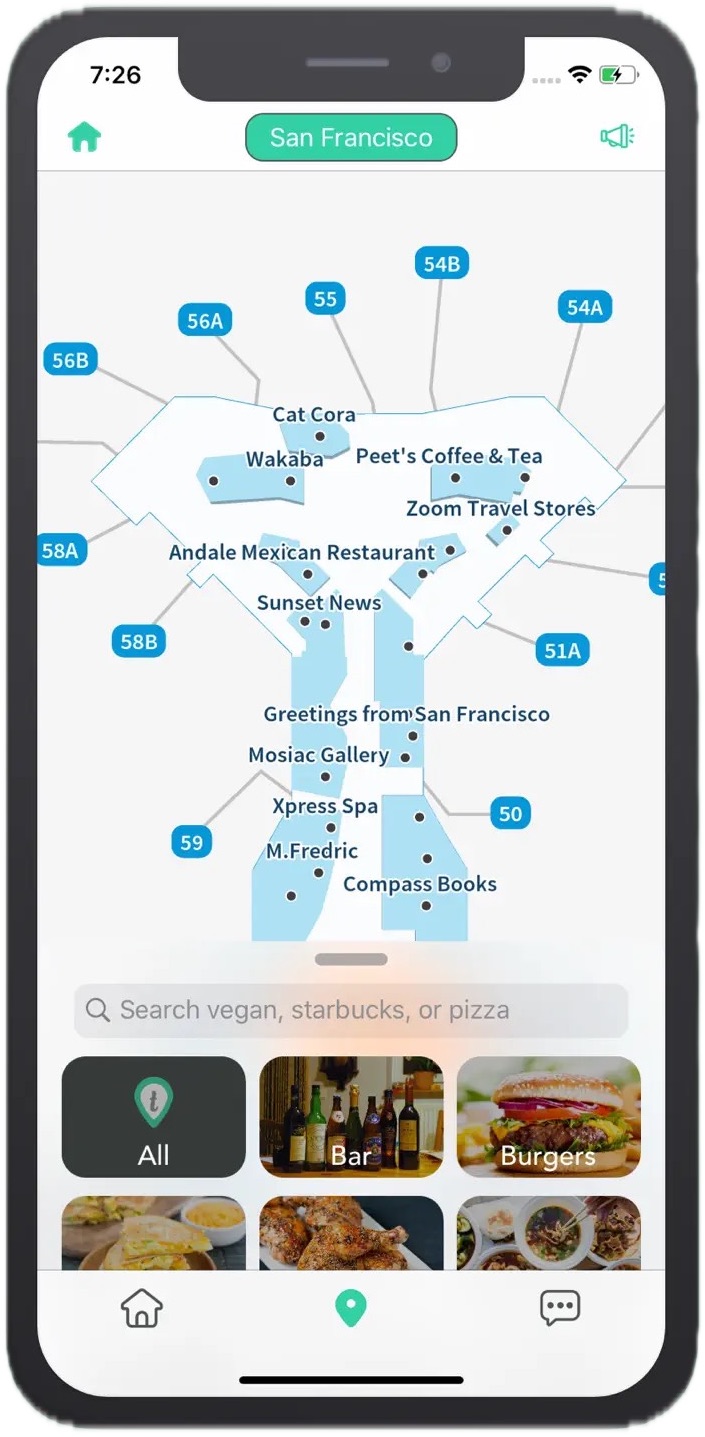 7:26
San Francisco
54B
55
54A
56A
56B
Cat Cora
Wakaba
Peet's Coffee & Tea
Zoom Travel Stores
58A
Andale Mexican Restaurant
Sunset News
58B
51A
Greetings from San Francisco
Mosiac Gallery
Xpress Spa
50
59
M.Fredric
Compass Books
Search vegan, starbucks, or pizza
t
All
Bar
Burgers